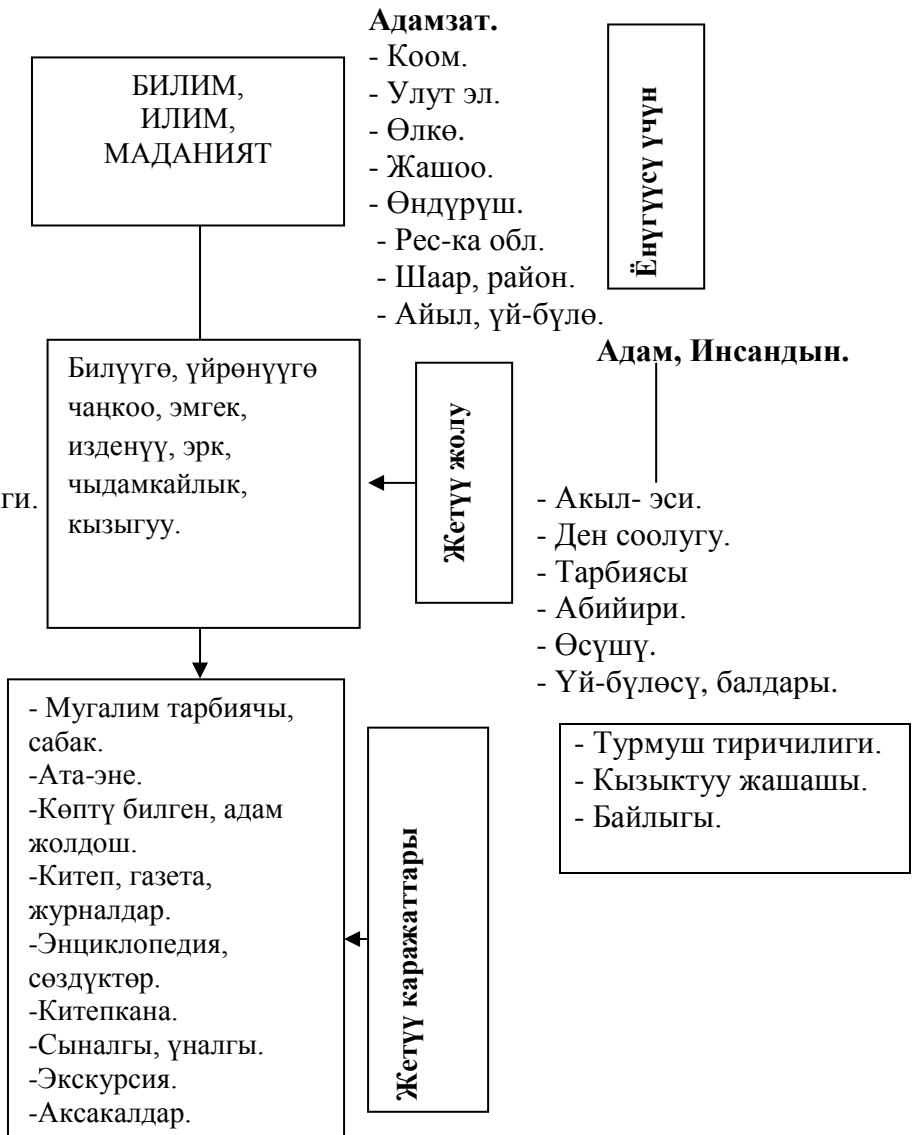 БИЛИМ,
ИЛИМ,
МАДАНИЯТ
Адамзат.
- Коом.
- Улут эл.
- Өлкө.
- Жашоо.
- Өндүрүш.
- Рес-ка обл.
- Шаар, район.
- Айыл, үй-бүлө.
Ёнүгүүсү үчүн
Билүүгө, үйрөнүүгө
чаңкоо, эмгек,
изденүү, эрк,
чыдамкайлык,
кызыгуу.
ги.
Жетүү жолу
Адам, Инсандын.
- Акыл- эси.
- Ден соолугу.
- Тарбиясы
- Абийири.
- Өсүшү.
- Үй-бүлөсү, балдары.
- Турмуш тиричилиги.
- Кызыктуу жашашы.
- Байлыгы.
- Мугалим тарбиячы,
сабак.
-Ата-эне.
-Көптү билген, адам
жолдош.
-Китеп, газета,
журналдар.
-Энциклопедия,
сөздүктөр.
-Китепкана.
-Сыналгы, үналгы.
-Экскурсия.
-Аксакалдар.
Жетүү каражаттары